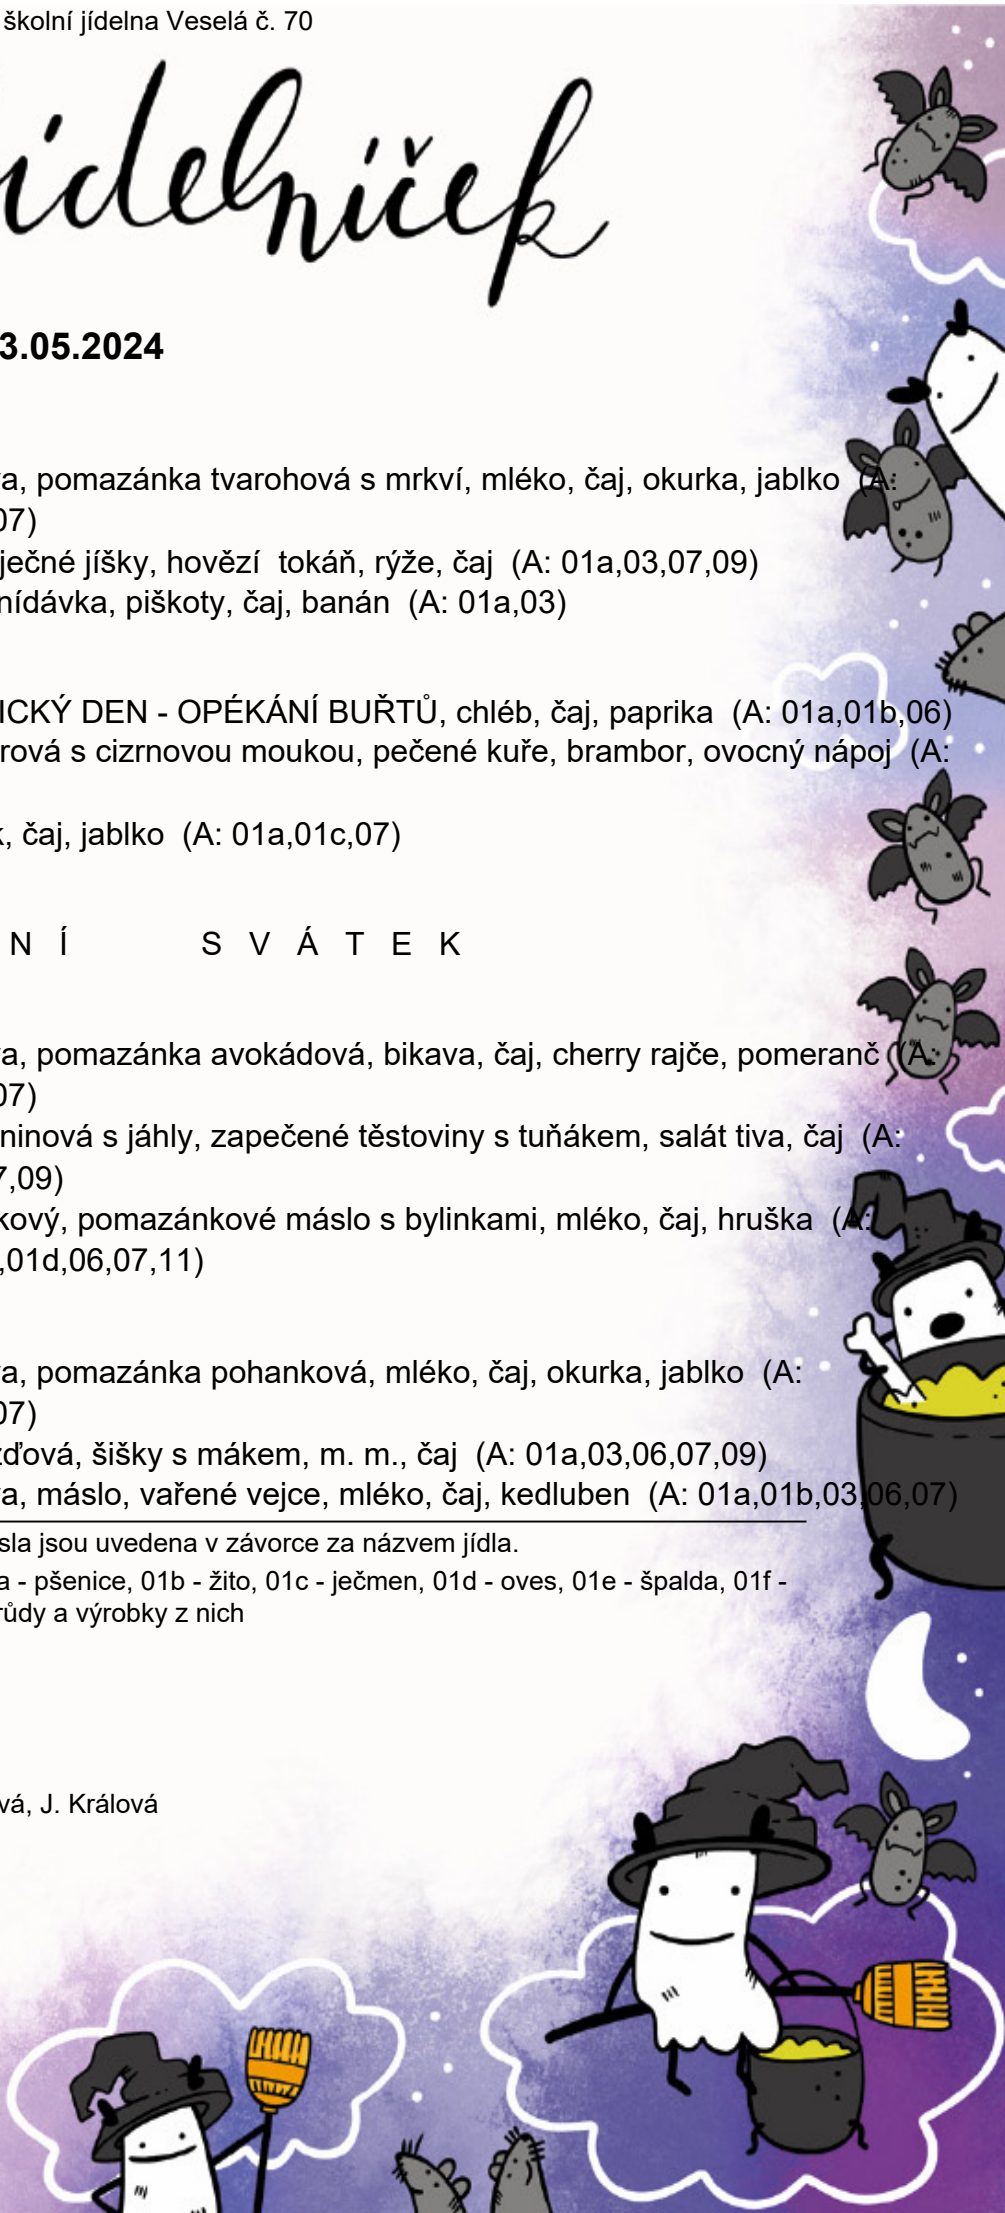 školní jídelna Veselá č. 70
ídelníček
3.05.2024
a, pomazánka tvarohová s mrkví, mléko, čaj, okurka, jablko (A:
07)
ječné jíšky, hovězí tokáň, rýže, čaj (A: 01a,03,07,09)
nídávka, piškoty, čaj, banán (A: 01a,03)
ICKÝ DEN - OPÉKÁNÍ BUŘTŮ, chléb, čaj, paprika (A: 01a,01b,06)
rová s cizrnovou moukou, pečené kuře, brambor, ovocný nápoj (A:
k, čaj, jablko (A: 01a,01c,07)
N Í S V Á T E K
a, pomazánka avokádová, bikava, čaj, cherry rajče, pomeranč (A:
07)
ninová s jáhly, zapečené těstoviny s tuňákem, salát tiva, čaj (A:
7,09)
kový, pomazánkové máslo s bylinkami, mléko, čaj, hruška (A:
,01d,06,07,11)
a, pomazánka pohanková, mléko, čaj, okurka, jablko (A:
07)
zďová, šišky s mákem, m. m., čaj (A: 01a,03,06,07,09)
a, máslo, vařené vejce, mléko, čaj, kedluben (A: 01a,01b,03,06,07)
sla jsou uvedena v závorce za názvem jídla.
a - pšenice, 01b - žito, 01c - ječmen, 01d - oves, 01e - špalda, 01f -
růdy a výrobky z nich
vá, J. Králová